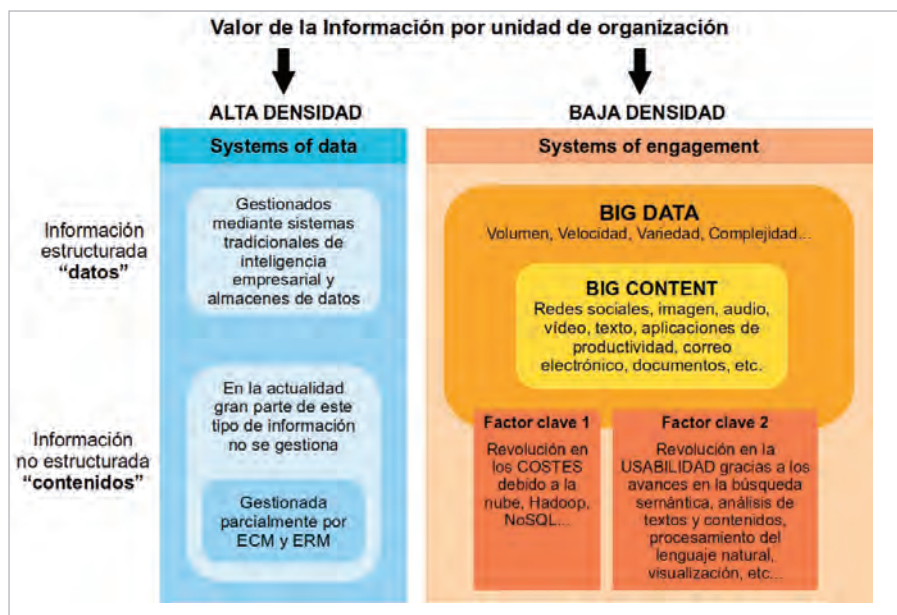 Valor de la Información por unidad de organización
ALTA DENSIDAD
BAJA DENSIDAD
Systems of data
Systems of engagement
Información
estructurada
“datos”
Gestionados
mediante sistemas
tradicionales de
inteligencia
empresarial y
almacenes de datos
BIG DATA
Volumen, Velocidad, Variedad, Complejidad...
BIG CONTENT
Redes sociales, imagen, audio,
vídeo, texto, aplicaciones de
productividad, correo
electrónico, documentos, etc.
Información
no estructurada
“contenidos”
En la actualidad
gran parte de este
tipo de información
no se gestiona
Gestionada
parcialmente por
ECM y ERM
Factor clave 1
Revolución en
los COSTES
debido a la
nube, Hadoop,
NoSQL...
Factor clave 2
Revolución en la
USABILIDAD gracias a los
avances en la búsqueda
semántica, análisis de
textos y contenidos,
procesamiento del
lenguaje natural,
visualización, etc...